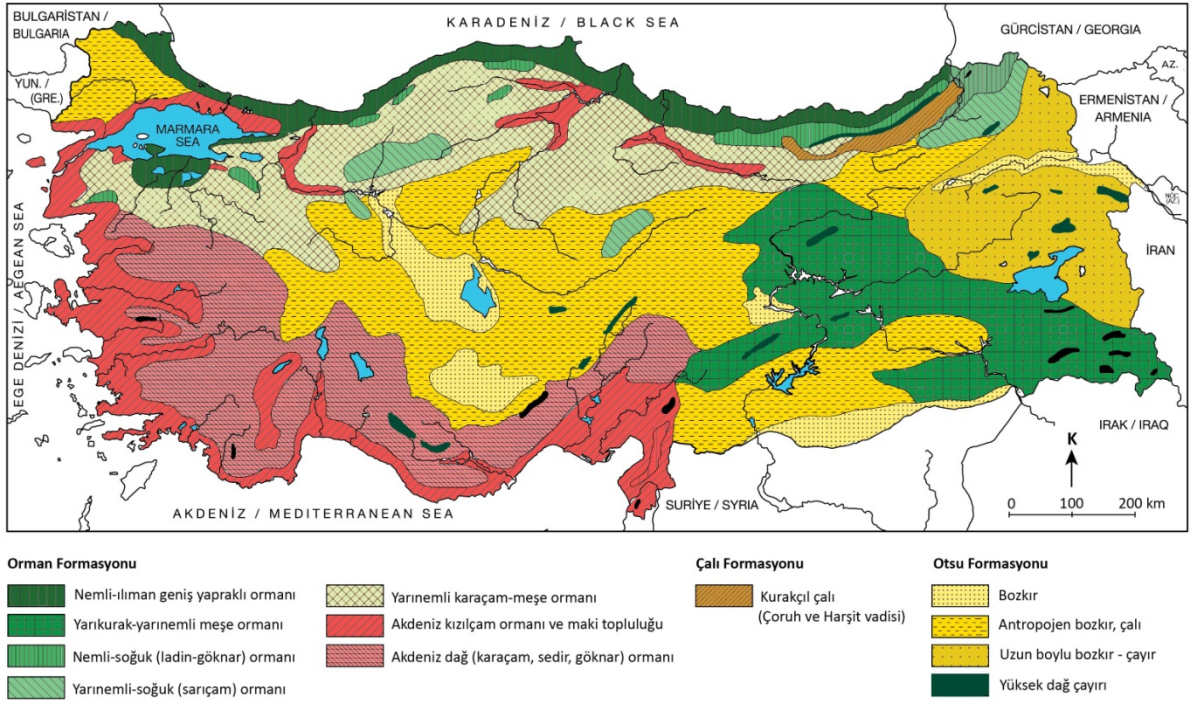 BULGARİSTAN /
BULGARIA
KARADENİZ / BLACK SEA
GÜRCİSTAN / GEORGIA
YUN. /
(GRE.)
AZ.
MARMARA
SEA
ERMENİSTAN /
ARMENIA
NOC.
(AZ.)
İRAN
EGE DENİZİ / AEGEAN SEA
IRAK / IRAQ
K
SURİYE / SYRIA
AKDENİZ / MEDITERRANEAN SEA
0 100 200 km
Orman Formasyonu
Nemli-ılıman geniş yapraklı ormanı
Yarıkurak-yarınemli meşe ormanı
Nemli-soğuk (ladin-göknar) ormanı
Yarınemli-soğuk (sarıçam) ormanı
Yarınemli karaçam-meşe ormanı
Akdeniz kızılçam ormanı ve maki topluluğu
Akdeniz dağ (karaçam, sedir, göknar) ormanı
Çalı Formasyonu
Kurakçıl çalı
(Çoruh ve Harşit vadisi)
Otsu Formasyonu
Bozkır
Antropojen bozkır, çalı
Uzun boylu bozkır - çayır
Yüksek dağ çayırı